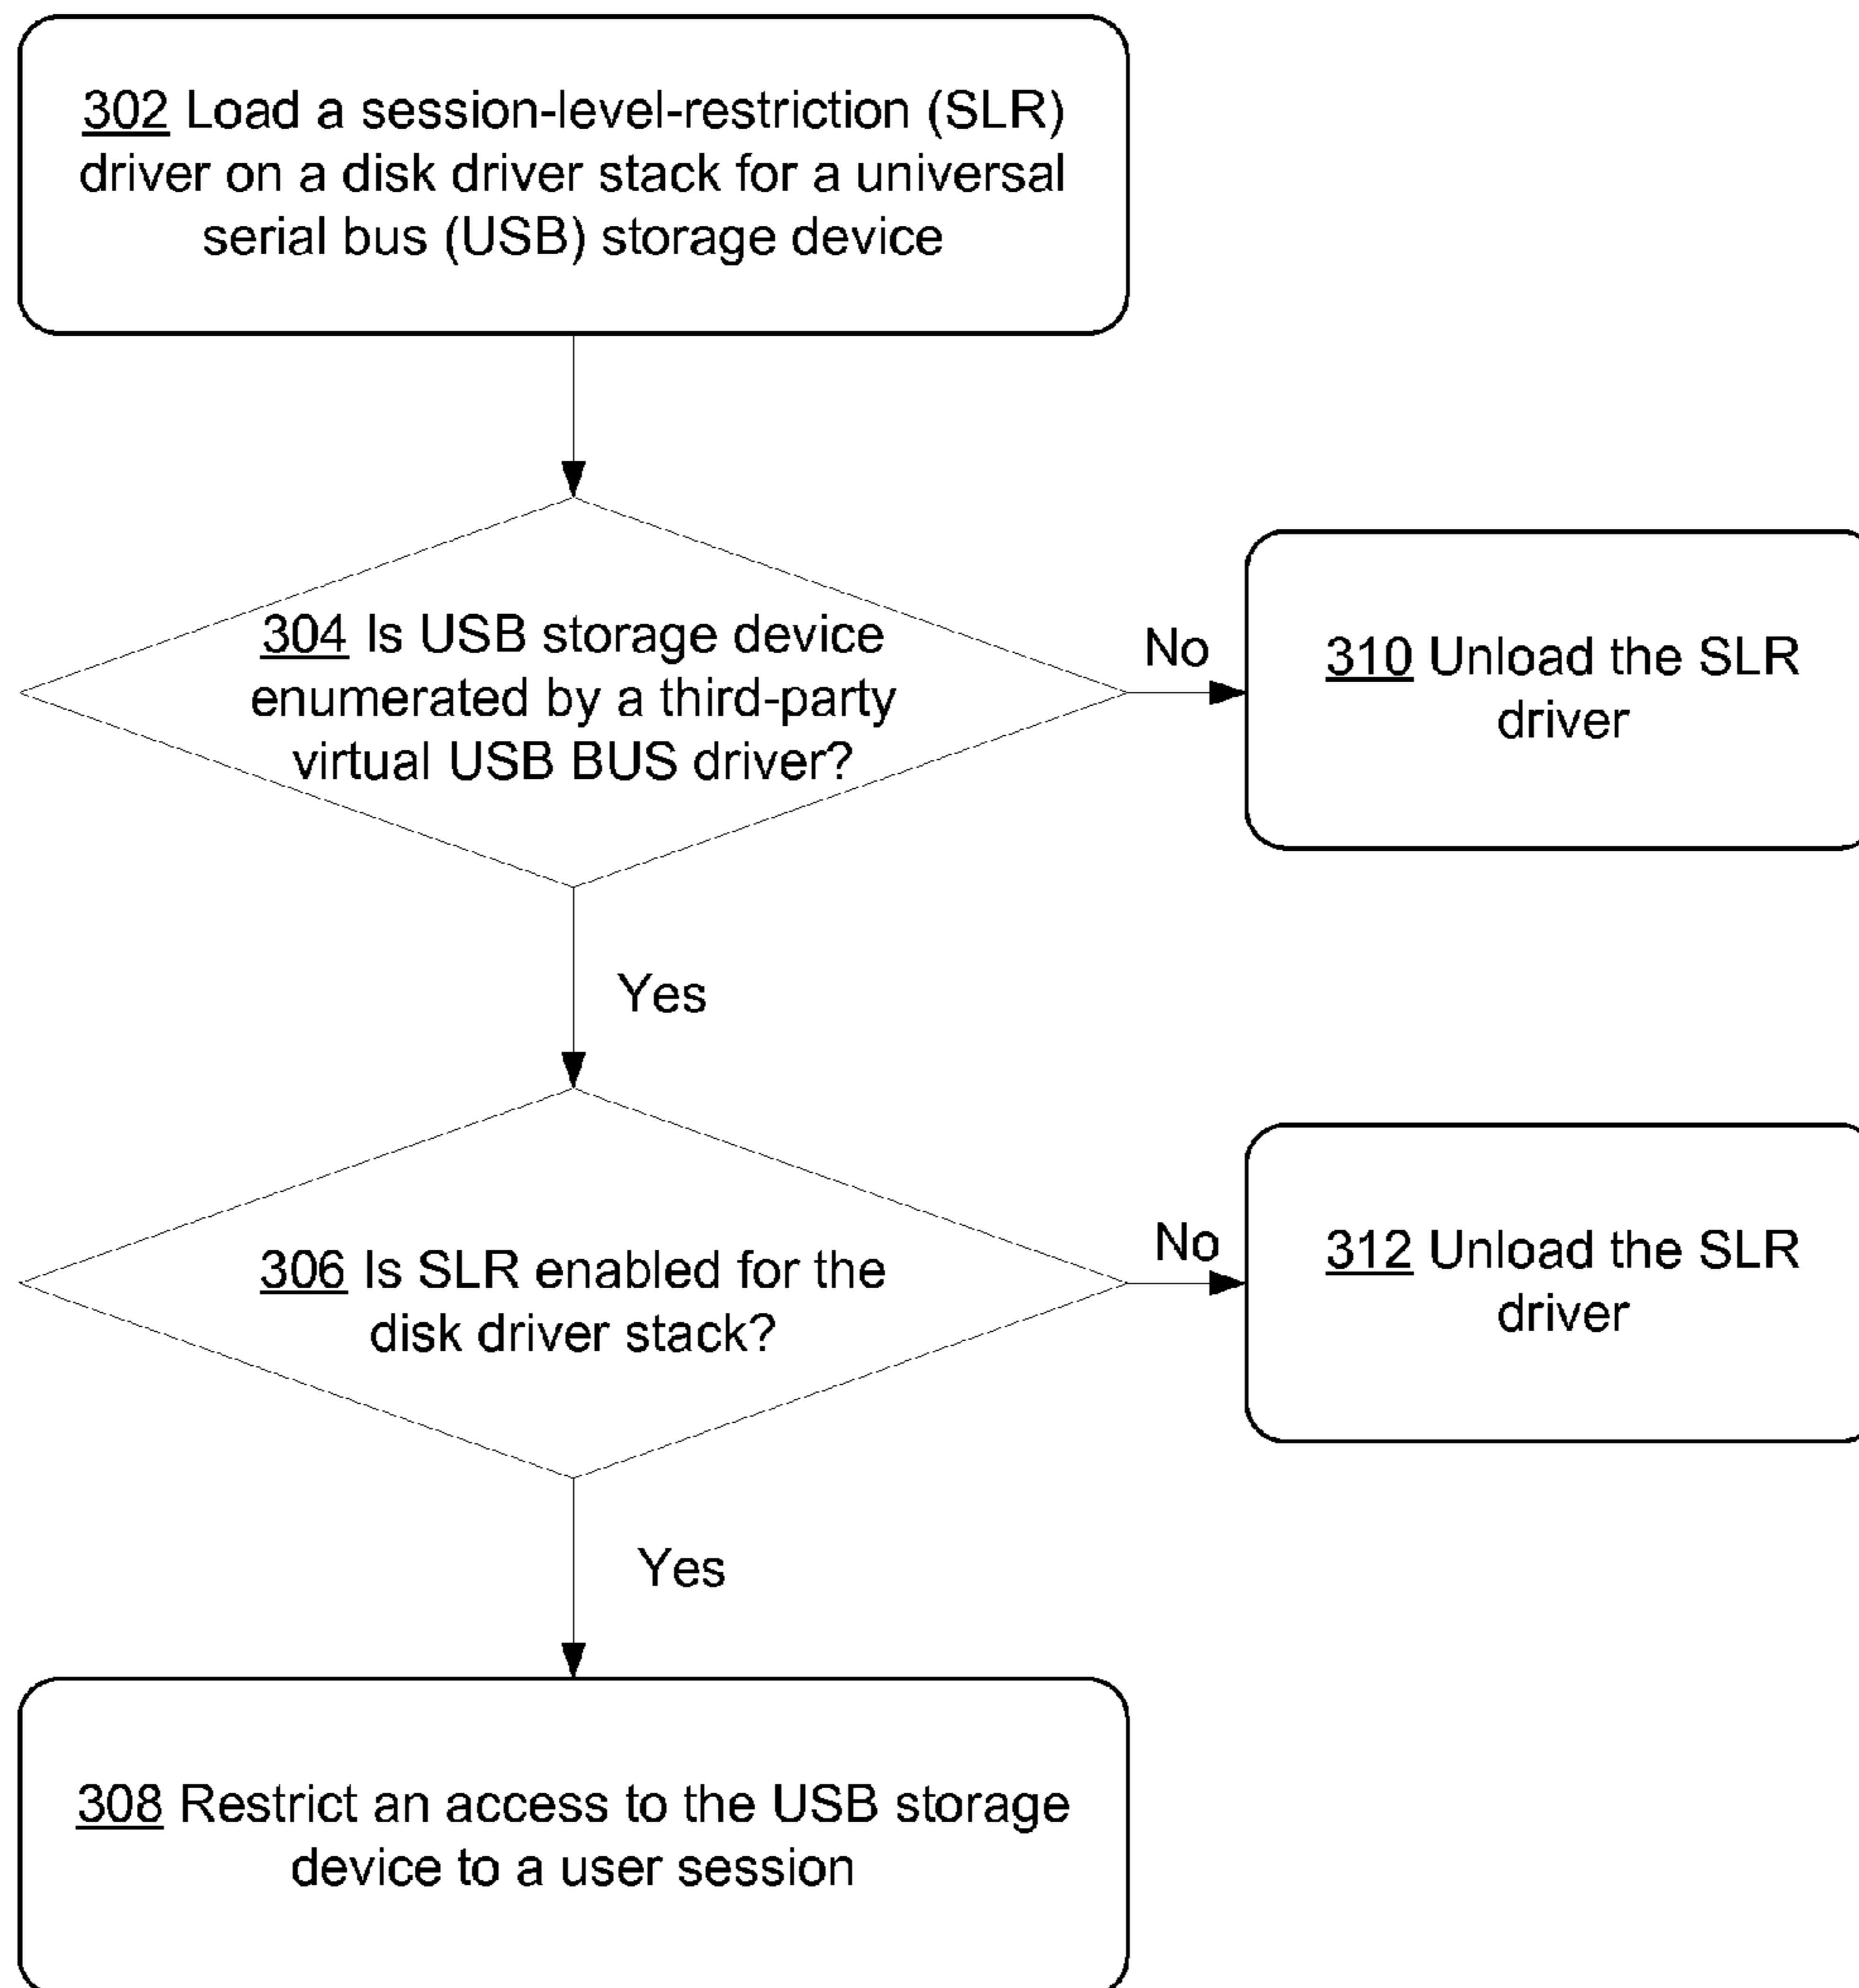 302 Load a session-level-restriction (SLR)
driver on a disk driver stack for a universal
serial bus (USB) storage device
304 Is USB storage device
enumerated by a third-party
virtual USB BUS driver?
No
310 Unload the SLR
driver
Yes
306 Is SLR enabled for the
disk driver stack?
No
312 Unload the SLR
driver
Yes
308 Restrict an access to the USB storage
device to a user session